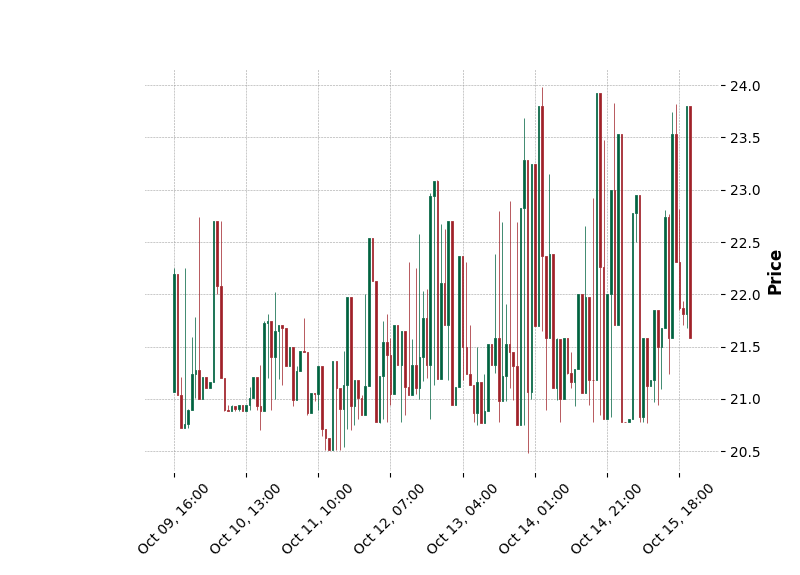 24.0
23.5
23.0
22.5
22.0
21.5
21.0
20.5
Price
Oct 09, 16:00
Oct 10, 13:00
Oct 11, 10:00
Oct 12, 07:00
Oct 13, 04:00
Oct 14, 01:00
Oct 14, 21:00
Oct 15, 18:00